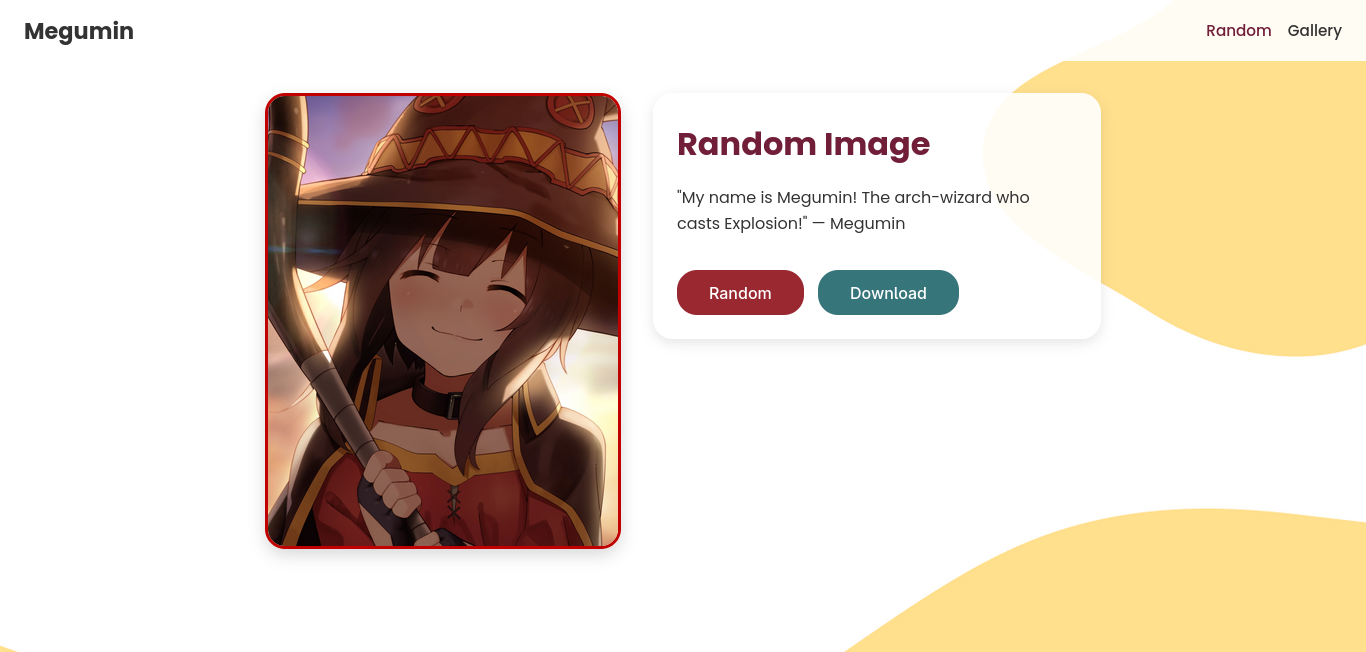 Megumin
Random
Gallery
Random Image
"My name is Megumin! The arch-wizard who
casts Explosion!" — Megumin
Random
Download